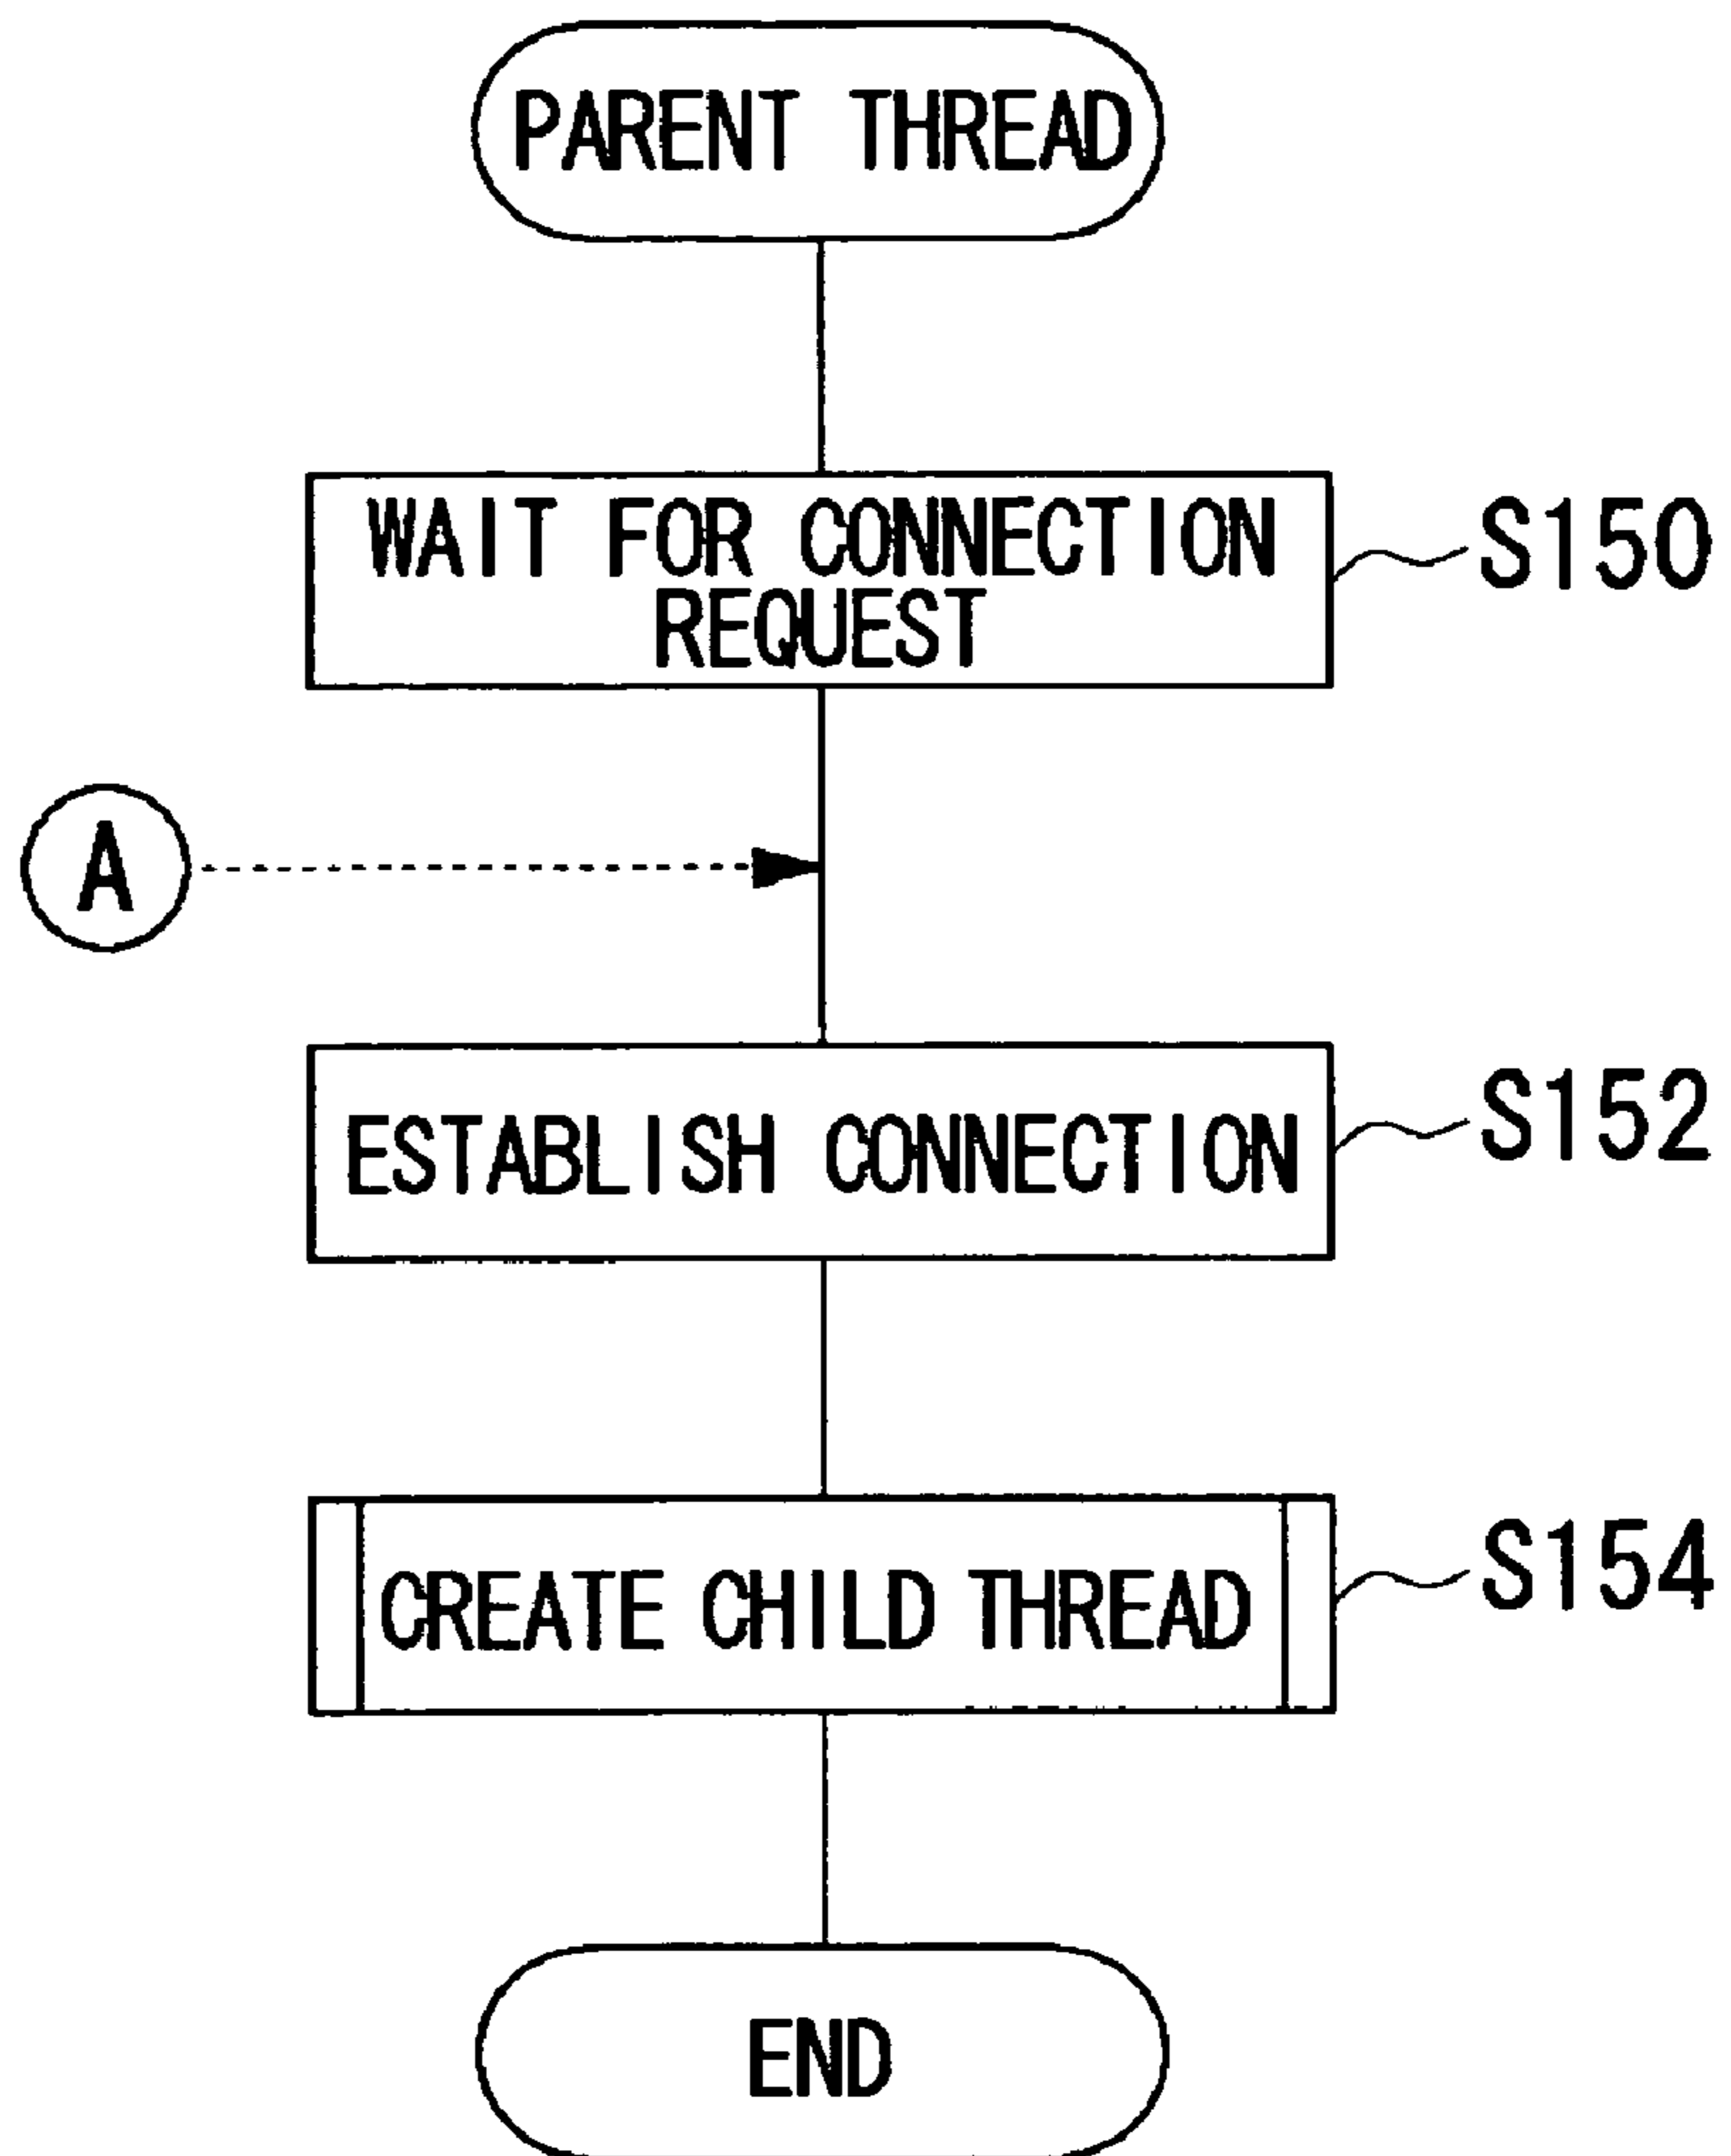 PARENT THREAD
WAIT FOR CONNECTION
REQUEST
S150
A
ESTABLISH CONNECTION
S152
CREATE CHILD THREAD
S154
END